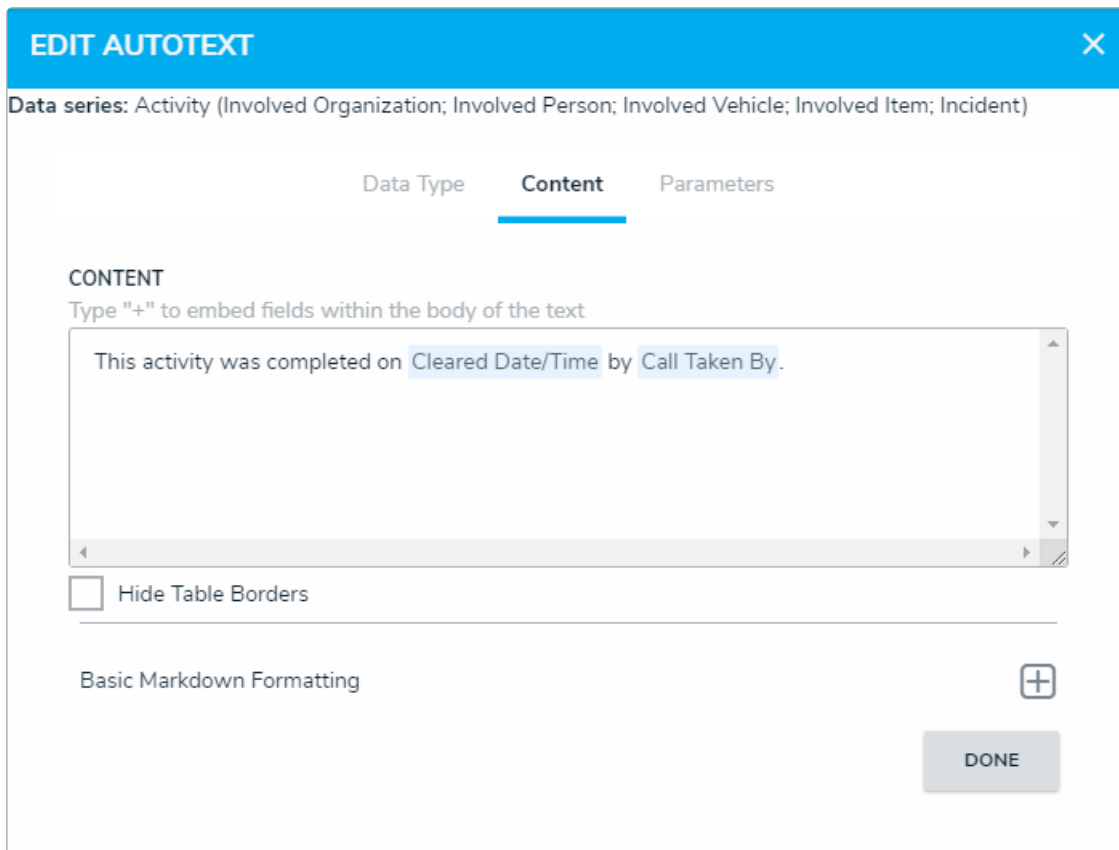 EDIT AUTOTEXT
Data series: Activity (Involved Organization; Involved Person; Involved Vehicle; Involved Item; Incident)
Data Type Content Parameters
CONTENT
Type "+" to embed fields within the body of the text
This activity was completed on Cleared Date/Time by Call Taken By.
Hide Table Borders
Basic Markdown Formatting
DONE